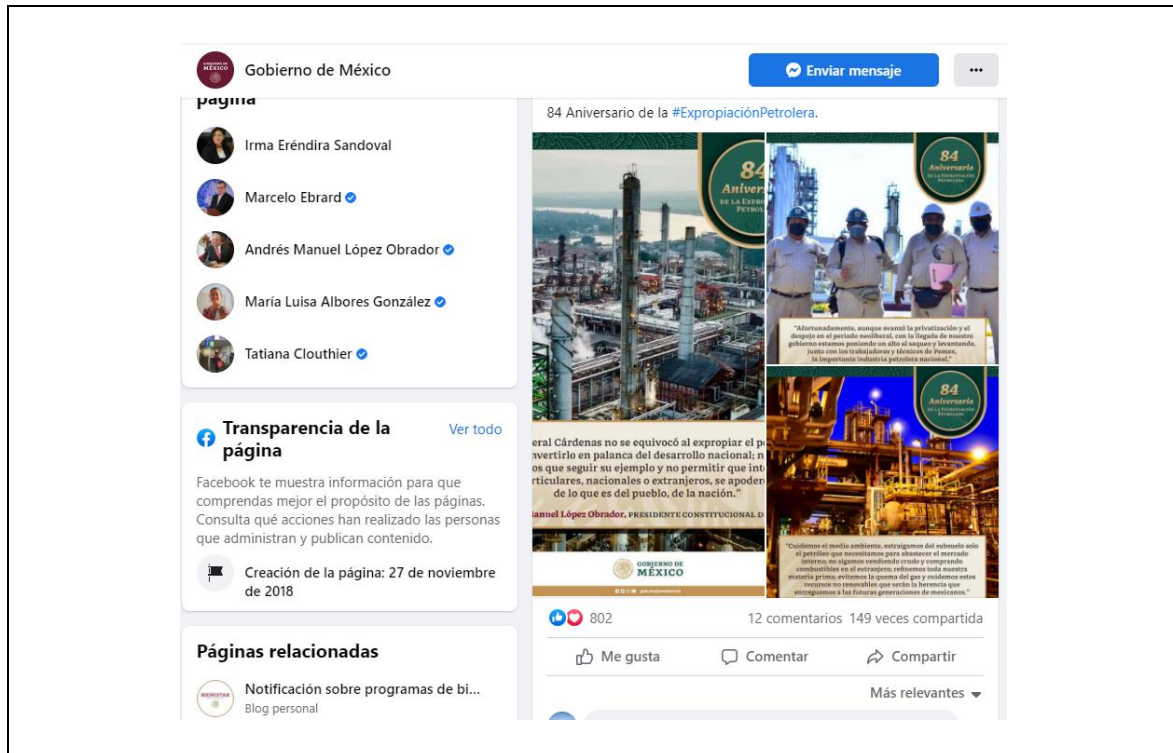 GOBIERNO DE
MÉXICO
Gobierno de México
Enviar mensaje
página
Irma Eréndira Sandoval
Marcelo Ebrard
Andrés Manuel López Obrador
María Luisa Albores González
Tatiana Clouthier
Transparencia de la
página
Ver todo
Facebook te muestra información para que
comprendas mejor el propósito de las páginas.
Consulta qué acciones han realizado las personas
que administran y publican contenido.
Creación de la página: 27 de noviembre
de 2018
Páginas relacionadas
BIENESTAR
Notificación sobre programas de bi...
Blog personal
84 Aniversario de la #ExpropiaciónPetrolera.
84
Anivers
DE LA EXPRO
PETROL
eral Cárdenas no se equivocó al expropiar el p
nvertirlo en palanca del desarrollo nacional; n
os que seguir su ejemplo y no permitir que int
rticulares, nacionales o extranjeros, se apoder
de lo que es del pueblo, de la nación."
anuel López Obrador, PRESIDENTE CONSTITUCIONAL D
GOBIERNO DE
MÉXICO
84
Aniversario
DE LA EXPROPIACIÓN
PETROLERA
"Afortunadamente, aunque avanzó la privatización y el
despojo en el periodo neoliberal, con la llegada de nuestro
gobierno estamos poniendo un alto al saqueo y levantando,
junto con los trabajadores y técnicos de Pemex,
la importante industria petrolera nacional."
84
Aniversario
DE LA EXPROPIACIÓN
PETROLERA
"Cuidemos el medio ambiente, extraigamos del subsuelo solo
el petróleo que necesitamos para abastecer el mercado
interno; no sigamos vendiendo crudo y comprando
combustibles en el extranjero; refinemos toda nuestra
materia prima; evitemos la quema del gas y cuidemos estos
recursos no renovables que serán la herencia que
entreguemos a las futuras generaciones de mexicanos."
802
12 comentarios 149 veces compartida
Me gusta
Comentar
Compartir
Más relevantes